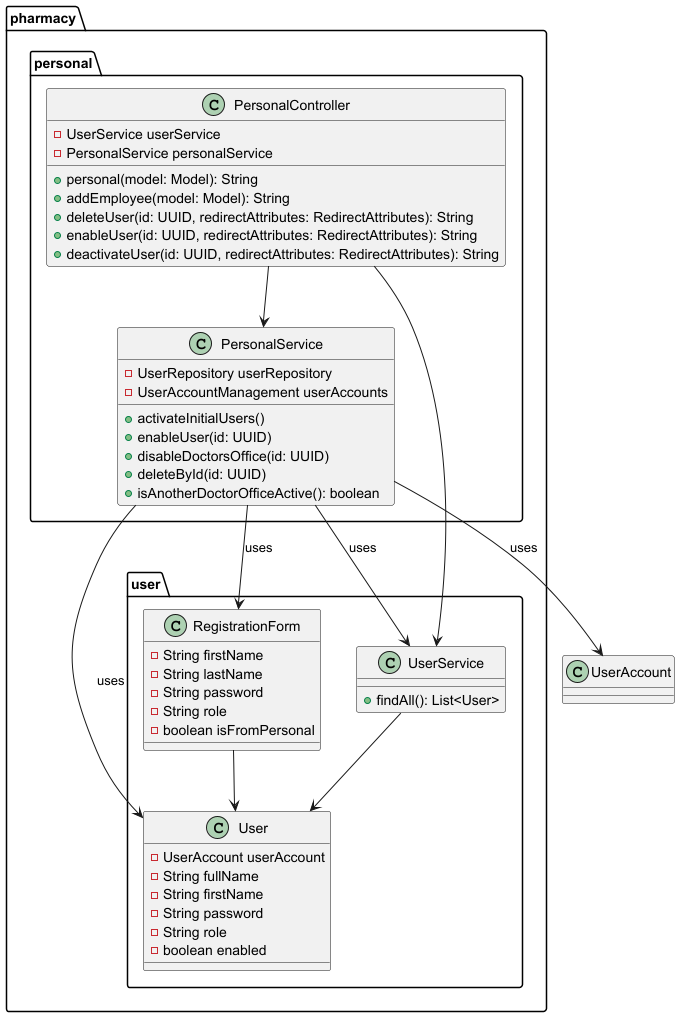 pharmacy
personal
C PersonalController
UserService userService
PersonalService personalService
personal(model: Model): String
addEmployee(model: Model): String
deleteUser(id: UUID, redirectAttributes: RedirectAttributes): String
enableUser(id: UUID, redirectAttributes: RedirectAttributes): String
deactivateUser(id: UUID, redirectAttributes: RedirectAttributes): String
C PersonalService
UserRepository userRepository
UserAccountManagement userAccounts
activateInitialUsers()
enableUser(id: UUID)
disableDoctorsOffice(id: UUID)
deleteById(id: UUID)
isAnotherDoctorOfficeActive(): boolean
uses
uses
uses
user
C RegistrationForm
String firstName
String lastName
String password
String role
boolean isFromPersonal
C UserService
findAll(): List<User>
C UserAccount
uses
C User
UserAccount userAccount
String fullName
String firstName
String password
String role
boolean enabled